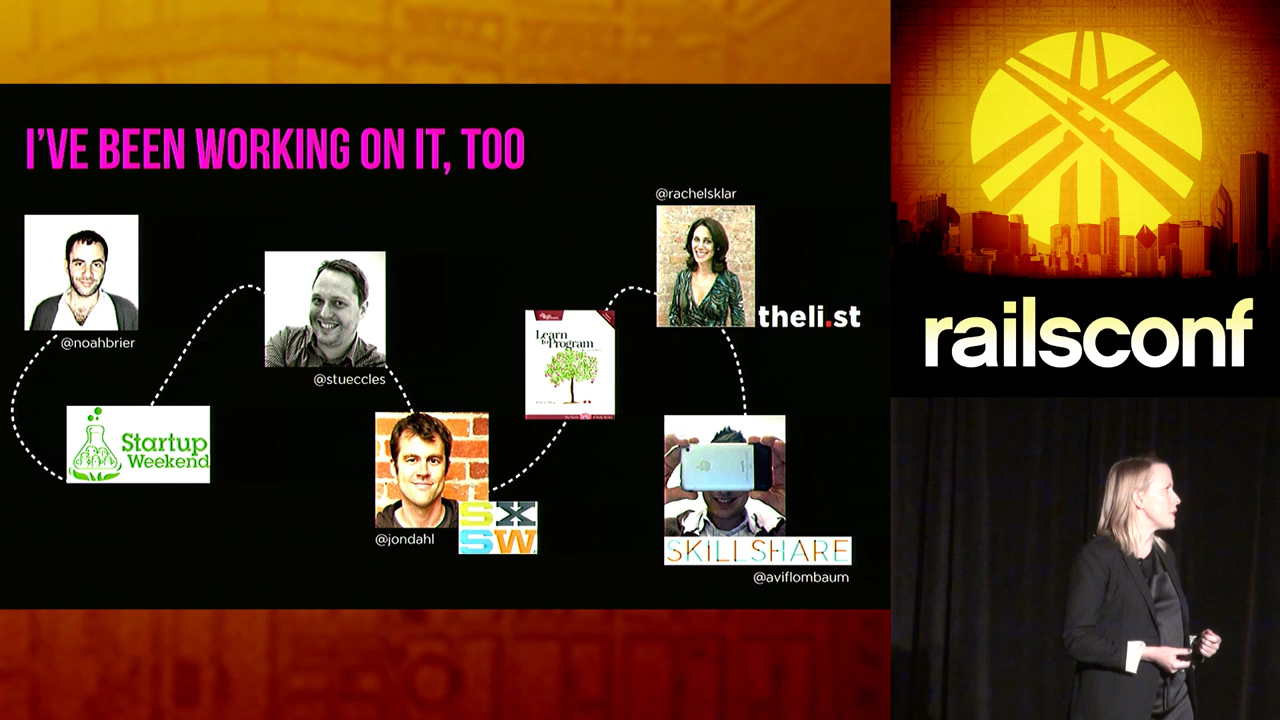 I'VE BEEN WORKING ON IT, TOO
@noahbrier
Startup
Weekend
@stueccles
@jondahl
SX
SW
Learn
to Program
@rachelsklar
theli.st
SKILLSHARE
@aviflombaum
railsconf